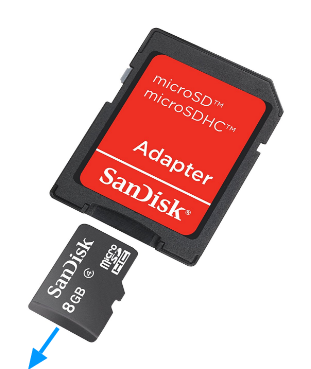 microSD™
microSDHC™
Adapter
SanDisk®
SanDisk
8GB
4
micro
SD
HC